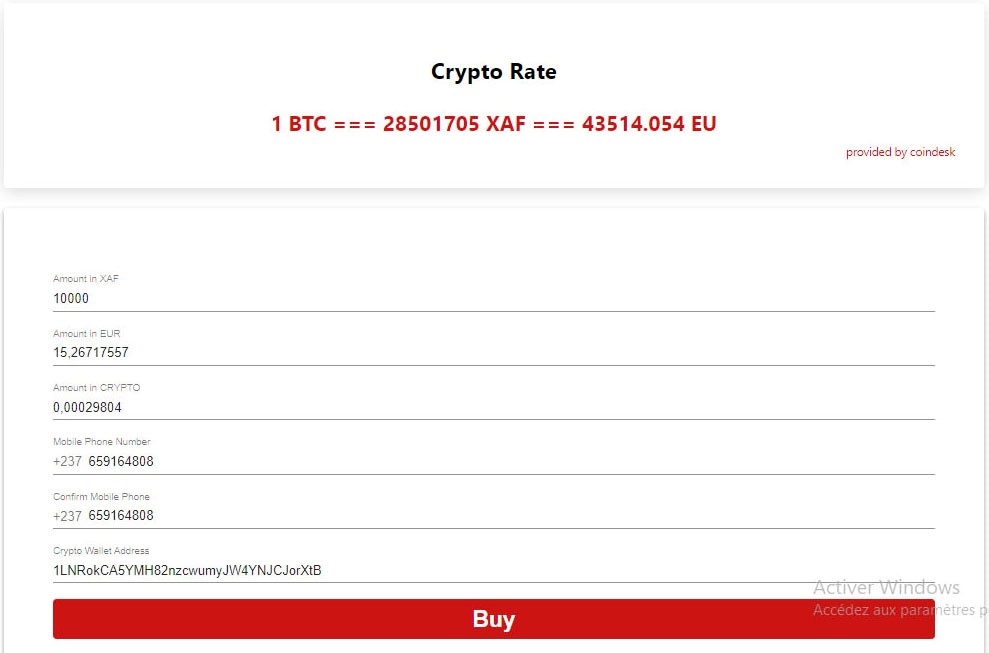 Crypto Rate
1 BTC === 28501705 XAF === 43514.054 EU
provided by coindesk
Amount in XAF
10000
Amount in EUR
15,26717557
Amount in CRYPTO
0,00029804
Mobile Phone Number
+237 659164808
Confirm Mobile Phone
+237 659164808
Crypto Wallet Address
1LNRokCA5YMH82nzcwumyJW4YNJCJorXtB
Activer Windows
Accédez aux paramètres p
Buy